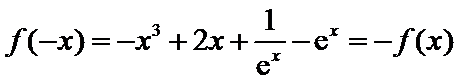 f(−x) = −x³ + 2x + 1/eˣ − eˣ = −f(x)